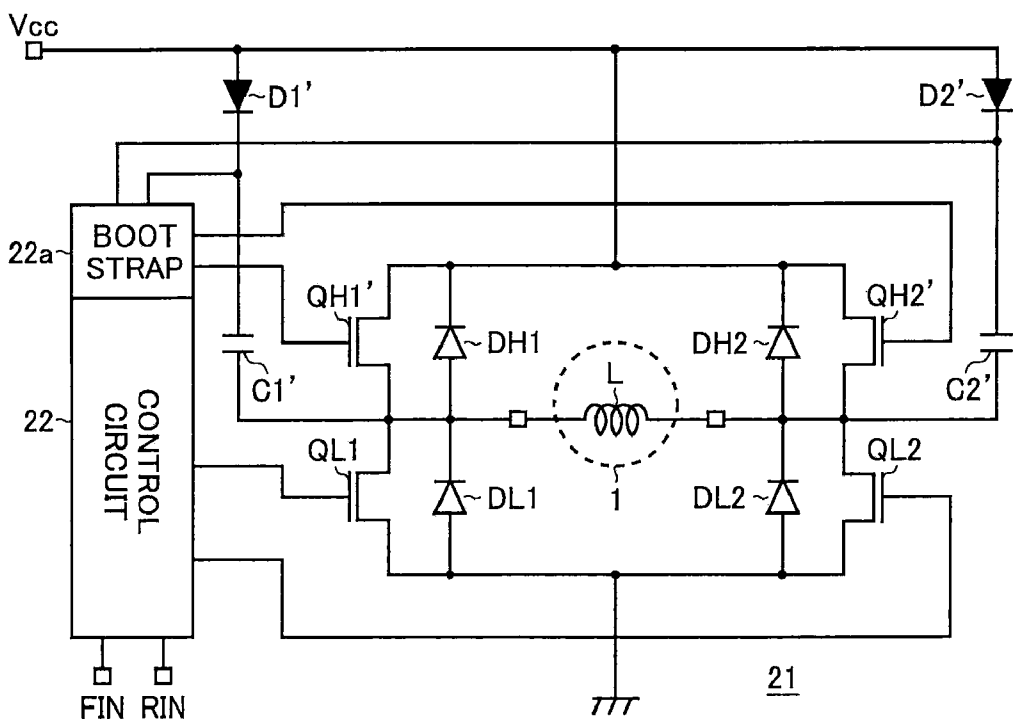 Vcc
D1'
D2'
22a
BOOT
STRAP
QH1'
QH2'
DH1
DH2
L
C1'
C2'
22
CONTROL
CIRCUIT
QL1
QL2
DL1
DL2
1
FIN
RIN
21